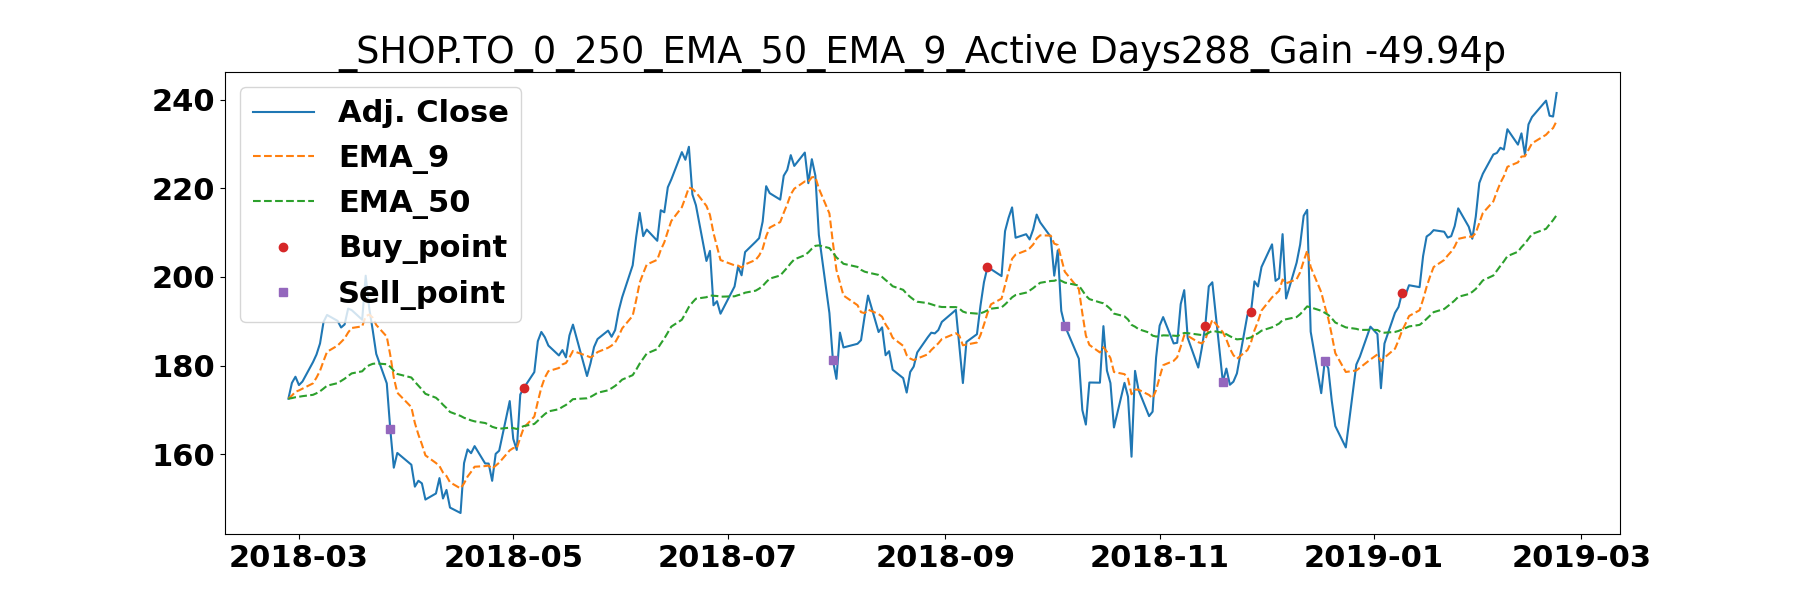 _SHOP.TO_0_250_EMA_50_EMA_9_Active Days288_Gain -49.94p
240
220
200
180
160
Adj. Close
EMA_9
EMA_50
Buy_point
Sell_point
2018-03 2018-05 2018-07 2018-09 2018-11 2019-01 2019-03